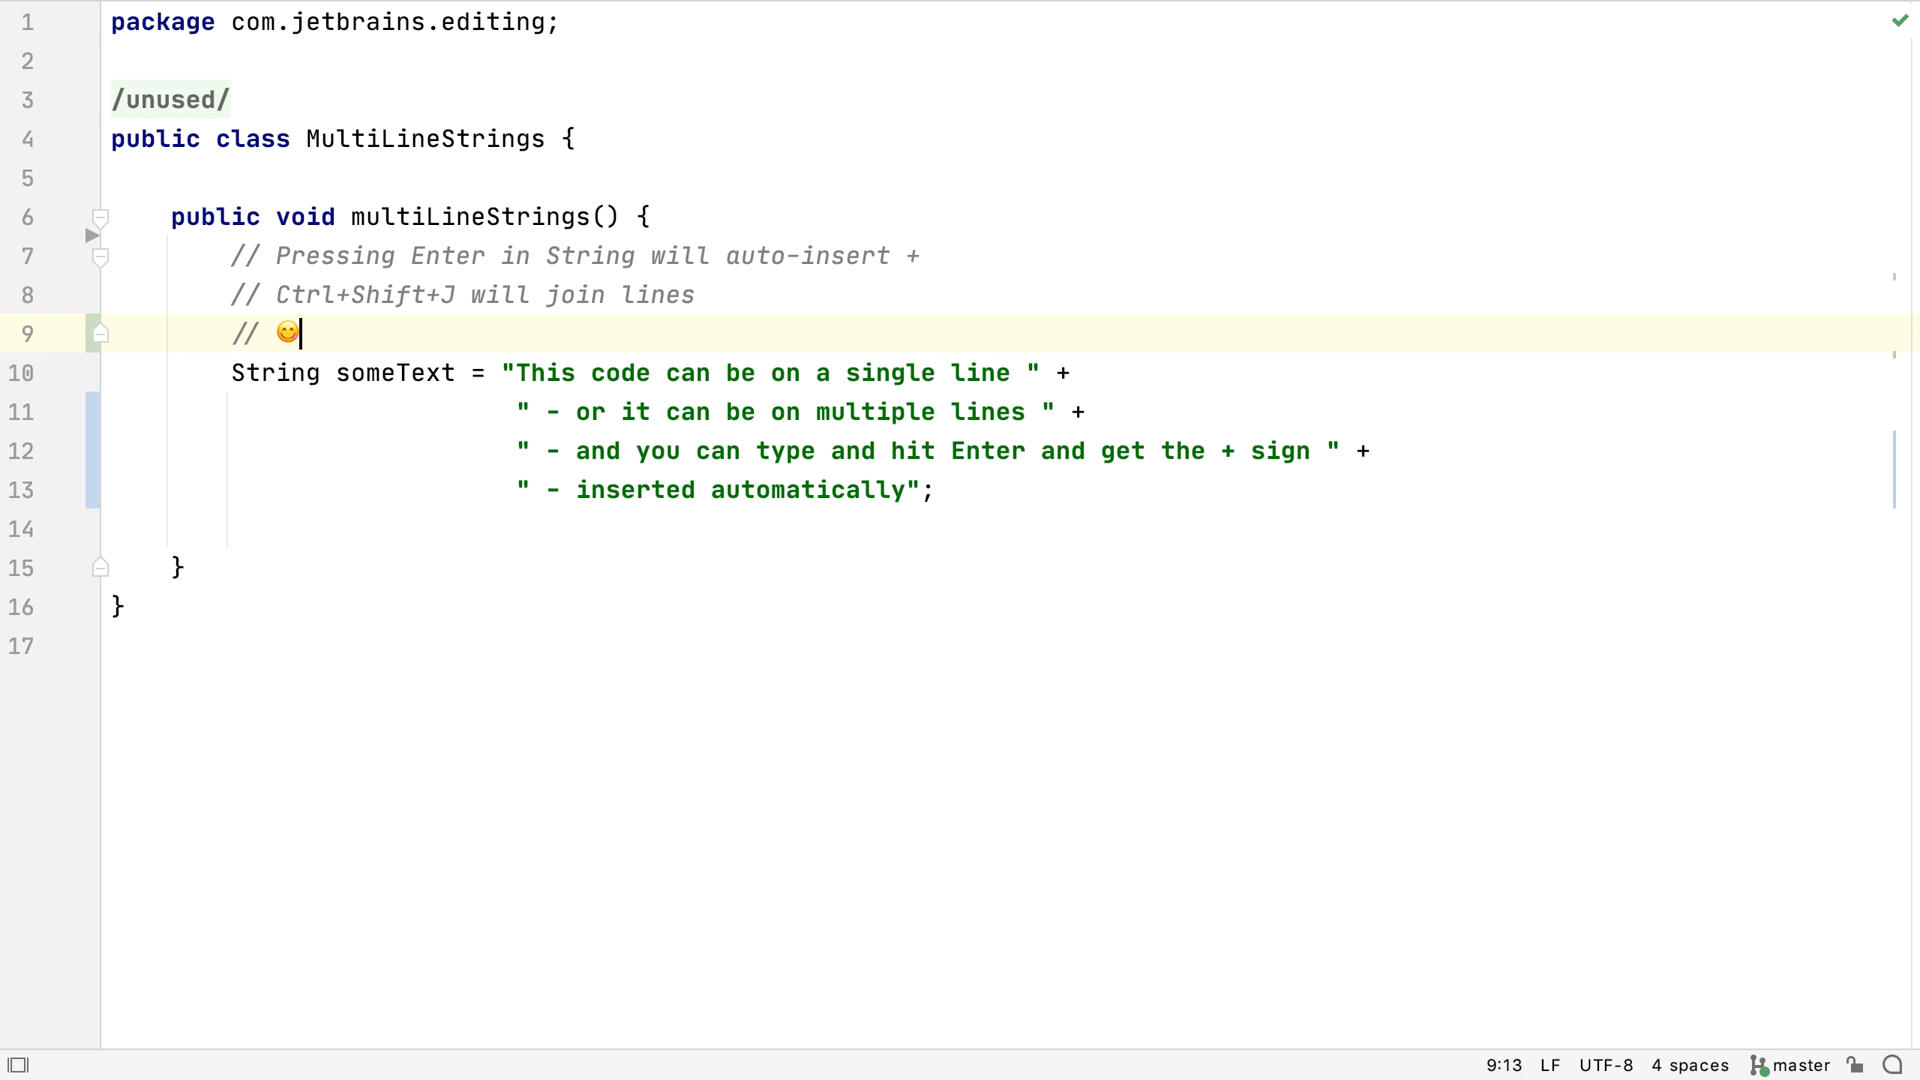 1 package com.jetbrains.editing;
2
3 /unused/
4 public class MultiLineStrings {
5
6 public void multiLineStrings() {
7 // Pressing Enter in String will auto-insert +
8 // Ctrl+Shift+J will join lines
9 // 😋
10 String someText = "This code can be on a single line " +
11 " - or it can be on multiple lines " +
12 " - and you can type and hit Enter and get the + sign " +
13 " - inserted automatically";
14
15 }
16 }
17
9:13 LF UTF-8 4 spaces master